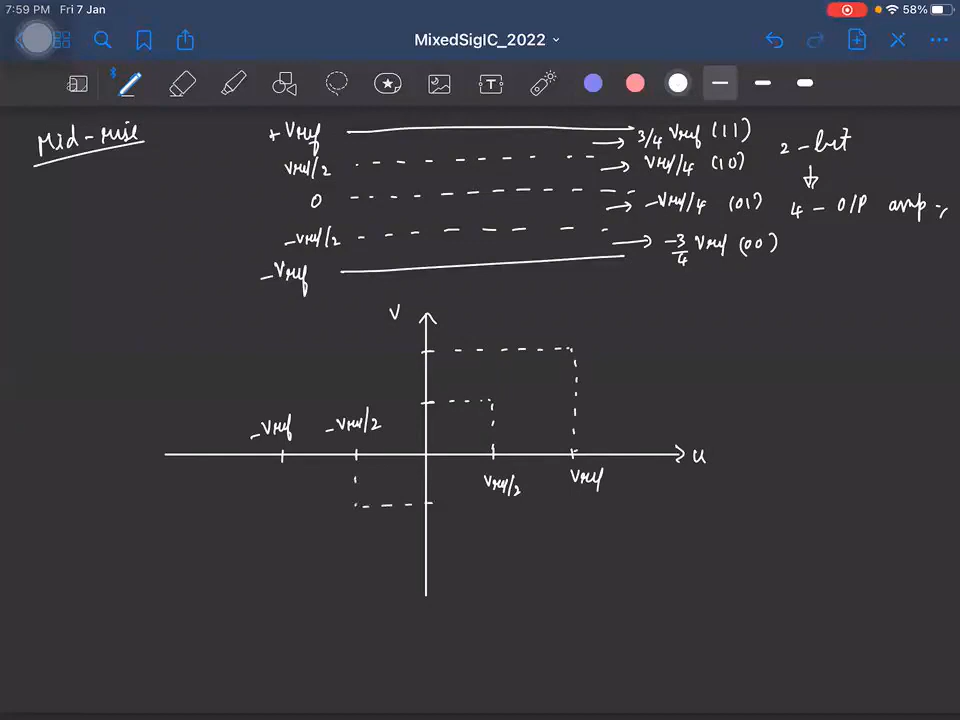 7:59 PM Fri 7 Jan 58%
MixedSigIC_2022
T
Mid-rise
+Vref 3/4 Vref (11) 2-bit
Vref/2 Vref/4 (10)
0 -Vref/4 (01) 4 - O/P amp
-Vref/2 -3/4 Vref (00)
-Vref
V
-Vref -Vref/2
u
Vref/2 Vref